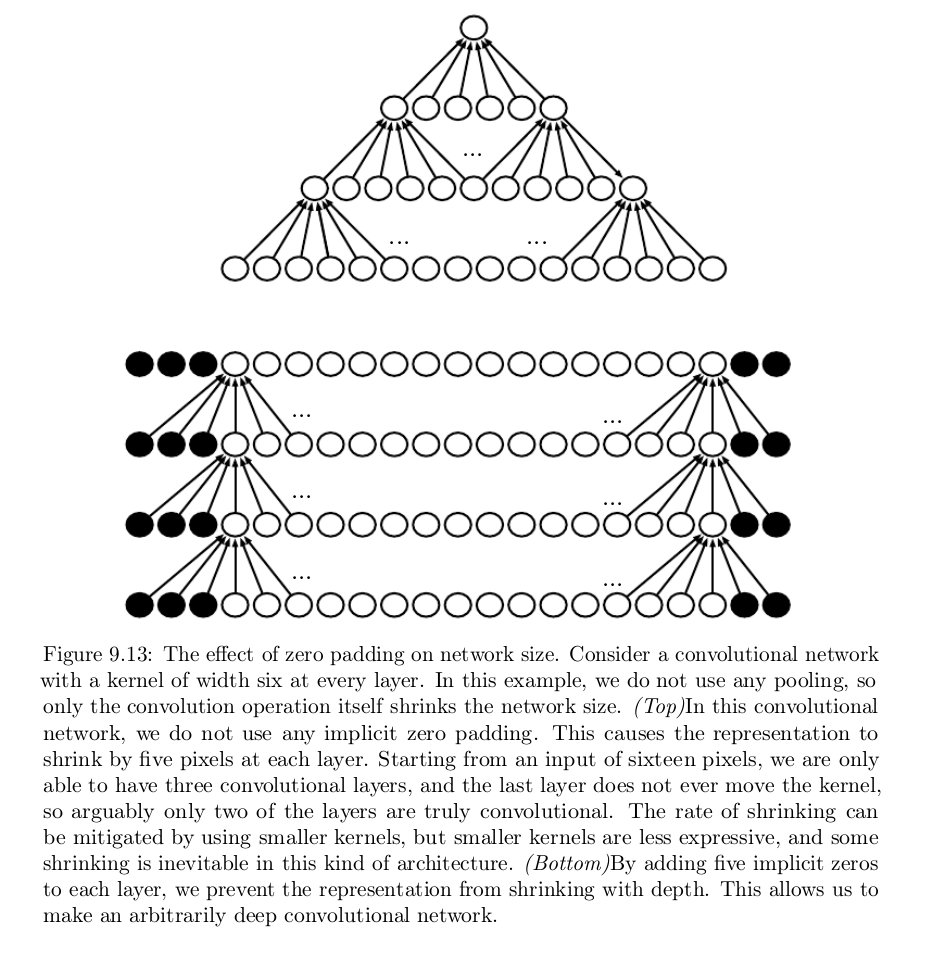 ...
... ...
...
...
...
...
...
...
Figure 9.13: The effect of zero padding on network size. Consider a convolutional network
with a kernel of width six at every layer. In this example, we do not use any pooling, so
only the convolution operation itself shrinks the network size. (Top)In this convolutional
network, we do not use any implicit zero padding. This causes the representation to
shrink by five pixels at each layer. Starting from an input of sixteen pixels, we are only
able to have three convolutional layers, and the last layer does not ever move the kernel,
so arguably only two of the layers are truly convolutional. The rate of shrinking can
be mitigated by using smaller kernels, but smaller kernels are less expressive, and some
shrinking is inevitable in this kind of architecture. (Bottom)By adding five implicit zeros
to each layer, we prevent the representation from shrinking with depth. This allows us to
make an arbitrarily deep convolutional network.